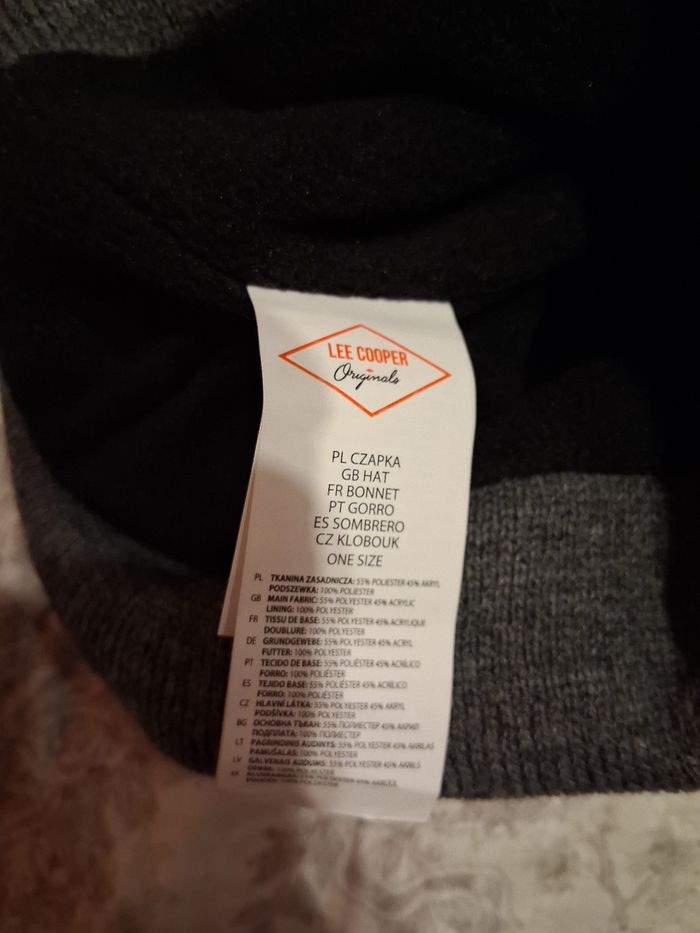 LEE COOPER
Originals
PL CZAPKA
GB HAT
FR BONNET
PT GORRO
ES SOMBRERO
CZ KLOBOUK
ONE SIZE
PL TKANINA ZASADNICZA: 55% POLIESTER 45% AKRYL
PODSZEWKA: 100% POLIESTER
GB MAIN FABRIC: 55% POLYESTER 45% ACRYLIC
LINING: 100% POLYESTER
FR TISSU DE BASE: 55% POLYESTER 45% ACRYLIQUE
DOUBLURE: 100% POLYESTER
DE GRUNDGEWEBE: 55% POLYESTER 45% ACRYL
FUTTER: 100% POLYESTER
PT TECIDO DE BASE: 55% POLIÉSTER 45% ACRÍLICO
FORRO: 100% POLIÉSTER
ES TEJIDO BASE: 55% POLIÉSTER 45% ACRÍLICO
FORRO: 100% POLIÉSTER
CZ HLAVNÍ LÁTKA: 55% POLYESTER 45% AKRYL
PODŠÍVKA: 100% POLYESTER
BG ОСНОВНА ТЪКАН: 55% ПОЛИЕСТЕР 45% АКРИЛ
ПОДПЛАТА: 100% ПОЛИЕСТЕР
LT PAGRINDINIS AUDINYS: 55% POLYESTER 45% AKRILAS
PAMUŠALAS: 100% POLYESTER
LV GALVENAIS AUDUMS: 55% POLYESTER 45% AKRILS
100% POLYESTER